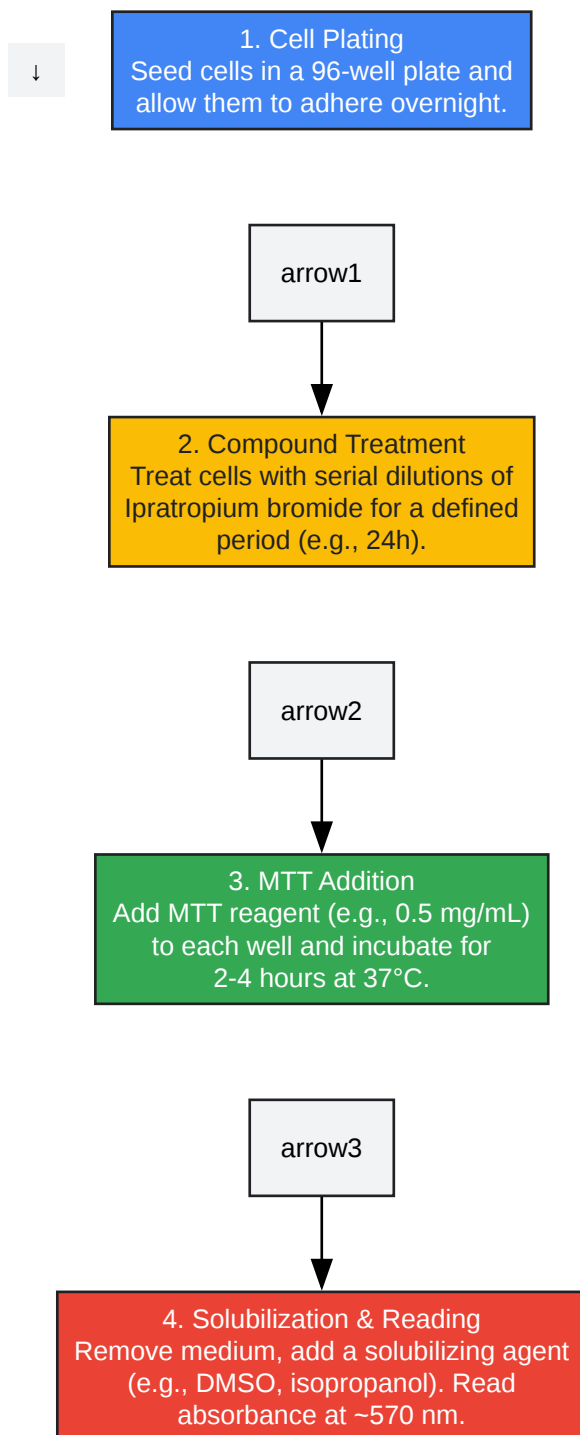 ↓
1. Cell Plating
Seed cells in a 96-well plate and
allow them to adhere overnight.
arrow1
2. Compound Treatment
Treat cells with serial dilutions of
Ipratropium bromide for a defined
period (e.g., 24h).
arrow2
3. MTT Addition
Add MTT reagent (e.g., 0.5 mg/mL)
to each well and incubate for
2-4 hours at 37°C.
arrow3
4. Solubilization & Reading
Remove medium, add a solubilizing agent
(e.g., DMSO, isopropanol). Read
absorbance at ~570 nm.